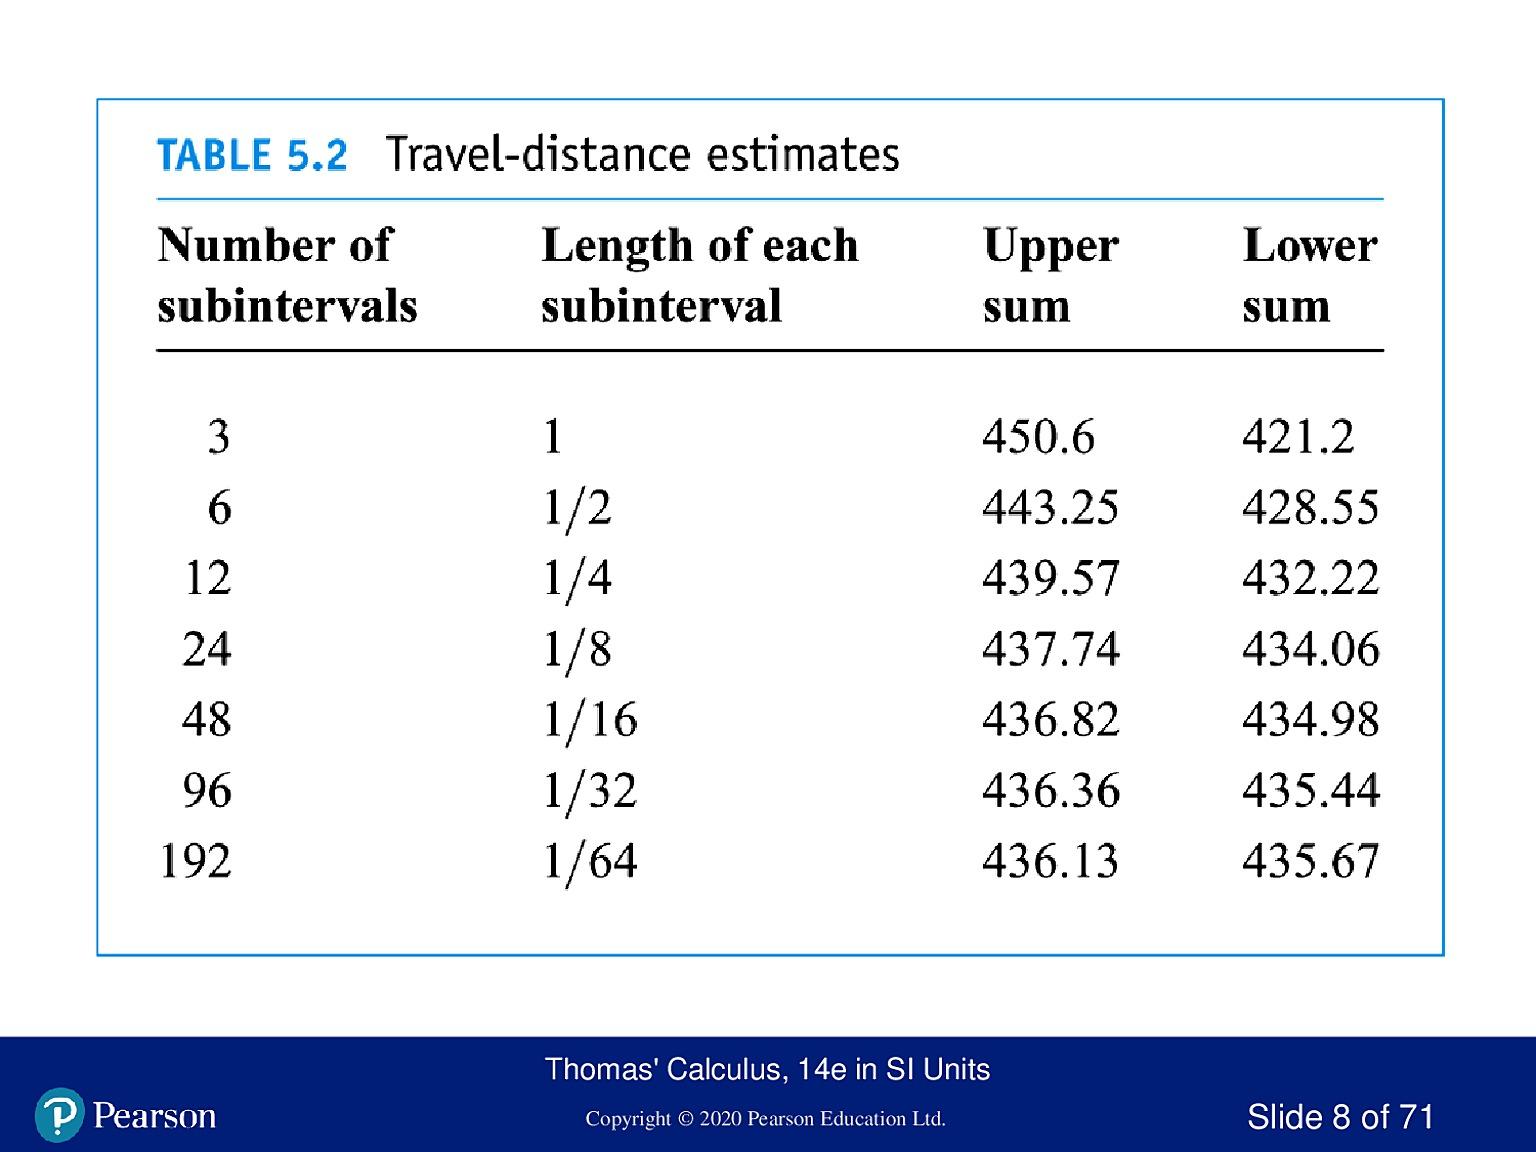 TABLE 5.2 Travel-distance estimates
Number of subintervals Length of each subinterval Upper sum Lower sum
3 1 450.6 421.2
6 1/2 443.25 428.55
12 1/4 439.57 432.22
24 1/8 437.74 434.06
48 1/16 436.82 434.98
96 1/32 436.36 435.44
192 1/64 436.13 435.67
Thomas' Calculus, 14e in SI Units
Pearson
Copyright © 2020 Pearson Education Ltd.
Slide 8 of 71